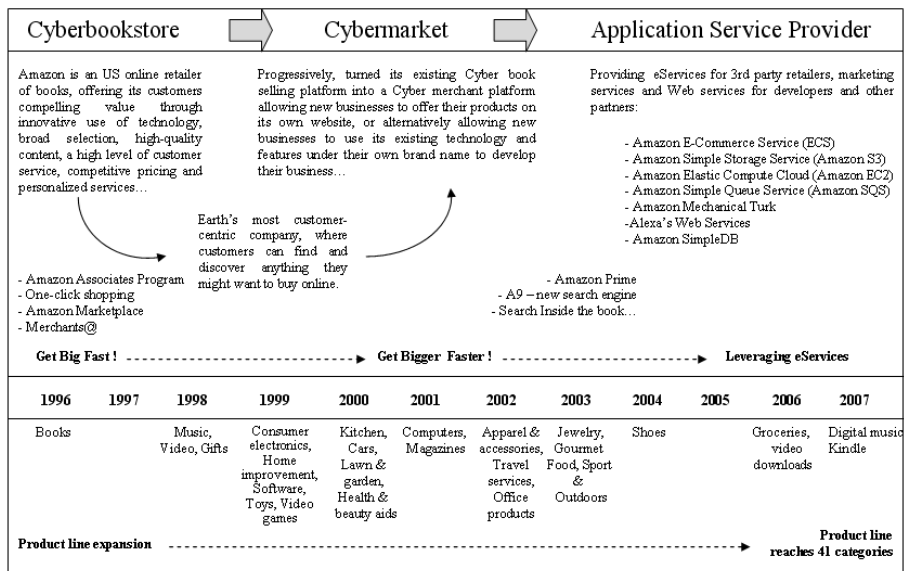 Cyberbookstore
Cybermarket
Application Service Provider
Amazon is an US online retailer
of books, offering its customers
compelling value through
innovative use of technology,
broad selection, high-quality
content, a high level of customer
service, competitive pricing and
personalized services…
Progressively, turned its existing Cyber book
selling platform into a Cyber merchant platform
allowing new businesses to offer their products on
its own website, or alternatively allowing new
businesses to use its existing technology and
features under their own brand name to develop
their business…
Providing eServices for 3rd party retailers, marketing
services and Web services for developers and other
partners:
- Amazon E-Commerce Service (ECS)
- Amazon Simple Storage Service (Amazon S3)
- Amazon Elastic Compute Cloud (Amazon EC2)
- Amazon Simple Queue Service (Amazon SQS)
- Amazon Mechanical Turk
-Alexa's Web Services
- Amazon SimpleDB
Earth's most customer-
centric company, where
customers can find and
discover anything they
might want to buy online.
- Amazon Associates Program
- One-click shopping
- Amazon Marketplace
- Merchants@
- Amazon Prime
- A9 – new search engine
- Search Inside the book…
Get Big Fast !
Get Bigger Faster !
Leveraging eServices
1996
1997
1998
1999
2000
2001
2002
2003
2004
2005
2006
2007
Books
Music,
Video, Gifts
Consumer
electronics,
Home
improvement,
Software,
Toys, Video
games
Kitchen,
Cars,
Lawn &
garden,
Health &
beauty aids
Computers,
Magazines
Apparel &
accessories,
Travel
services,
Office
products
Jewelry,
Gourmet
Food, Sport
&
Outdoors
Shoes
Groceries,
video
downloads
Digital music
Kindle
Product line expansion
Product line
reaches 41 categories